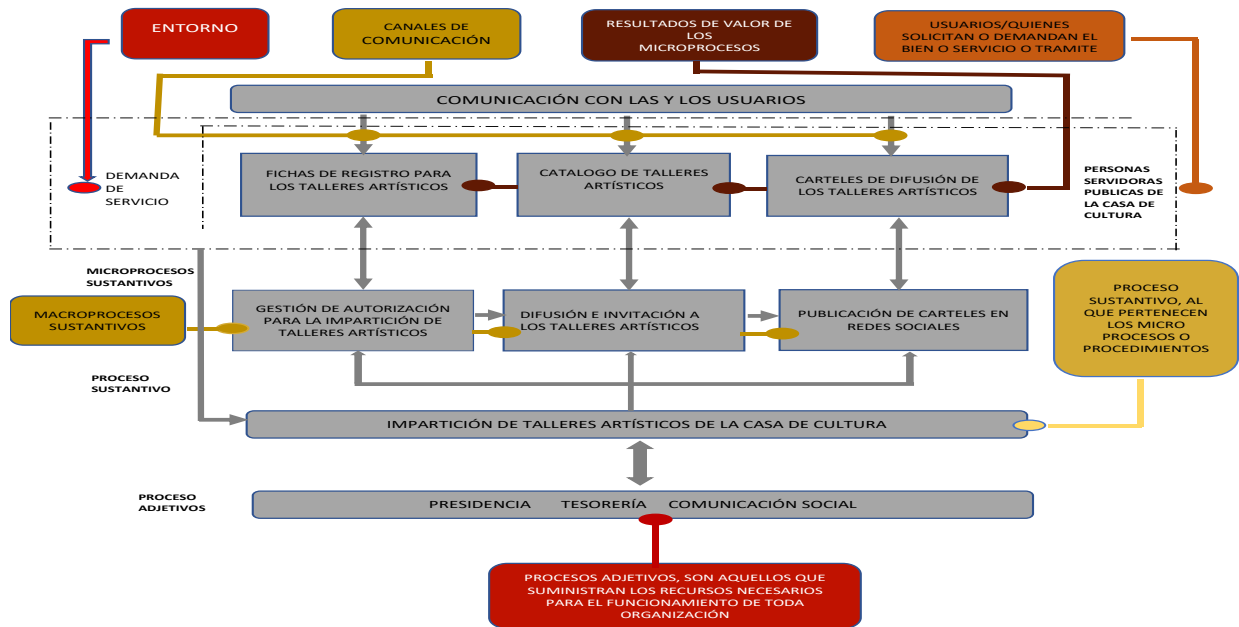 ENTORNO
CANALES DE
COMUNICACIÓN
RESULTADOS DE VALOR DE
LOS
MICROPROCESOS
USUARIOS/QUIENES
SOLICITAN O DEMANDAN EL
BIEN O SERVICIO O TRAMITE
COMUNICACIÓN CON LAS Y LOS USUARIOS
DEMANDA
DE
SERVICIO
FICHAS DE REGISTRO PARA
LOS TALLERES ARTÍSTICOS
CATALOGO DE TALLERES
ARTÍSTICOS
CARTELES DE DIFUSIÓN DE
LOS TALLERES ARTÍSTICOS
PERSONAS
SERVIDORAS
PUBLICAS DE
LA CASA DE
CULTURA
MICROPROCESOS
SUSTANTIVOS
MACROPROCESOS
SUSTANTIVOS
GESTIÓN DE AUTORIZACIÓN
PARA LA IMPARTICIÓN DE
TALLERES ARTÍSTICOS
DIFUSIÓN E INVITACIÓN A
LOS TALLERES ARTÍSTICOS
PUBLICACIÓN DE CARTELES EN
REDES SOCIALES
PROCESO
SUSTANTIVO, AL
QUE PERTENECEN
LOS MICRO
PROCESOS O
PROCEDIMIENTOS
PROCESO
SUSTANTIVO
IMPARTICIÓN DE TALLERES ARTÍSTICOS DE LA CASA DE CULTURA
PROCESO
ADJETIVOS
PRESIDENCIA TESORERÍA COMUNICACIÓN SOCIAL
PROCESOS ADJETIVOS, SON AQUELLOS QUE
SUMINISTRAN LOS RECURSOS NECESARIOS
PARA EL FUNCIONAMIENTO DE TODA
ORGANIZACIÓN